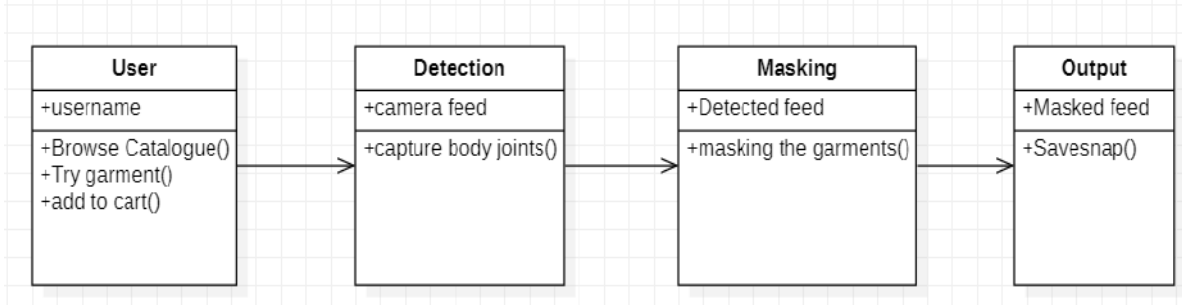 User
+username
+Browse Catalogue()
+Try garment()
+add to cart()
Detection
+camera feed
+capture body joints()
Masking
+Detected feed
+masking the garments()
Output
+Masked feed
+Savesnap()